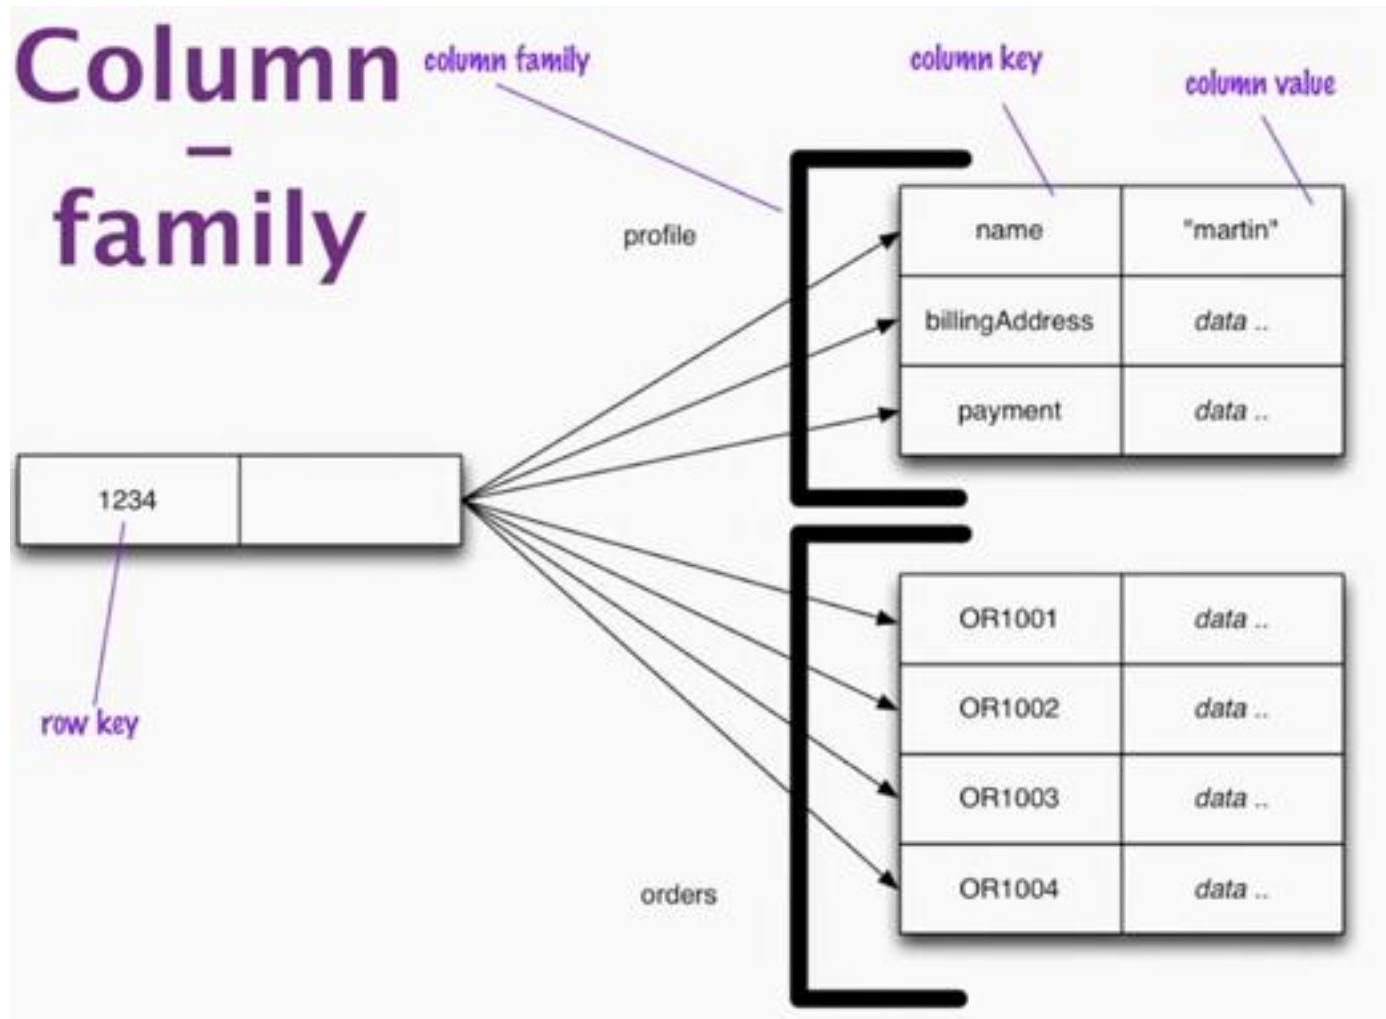 Column
–
family
column family
column key
column value
profile
name
"martin"
billingAddress
data ..
payment
data ..
1234
row key
orders
OR1001
data ..
OR1002
data ..
OR1003
data ..
OR1004
data ..